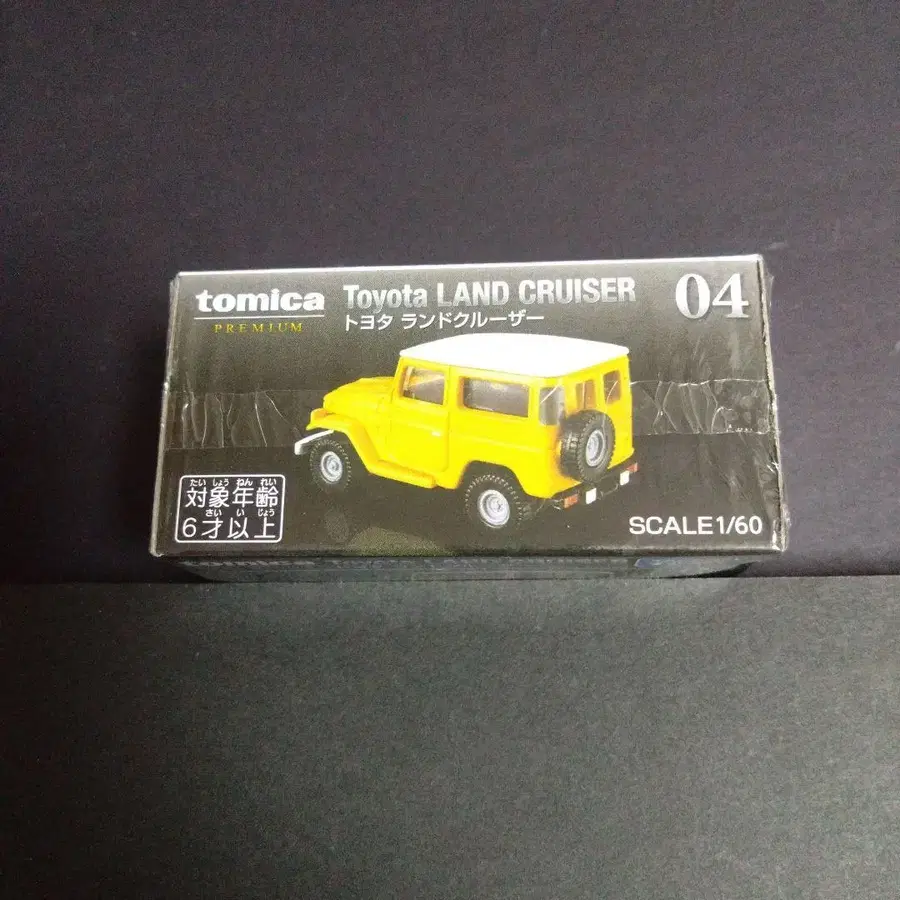 tomica
PREMIUM
Toyota LAND CRUISER
トヨタ ランドクルーザー
04
たいしょうねんれい
対象年齢
さい い じょう
6才以上
SCALE1/60